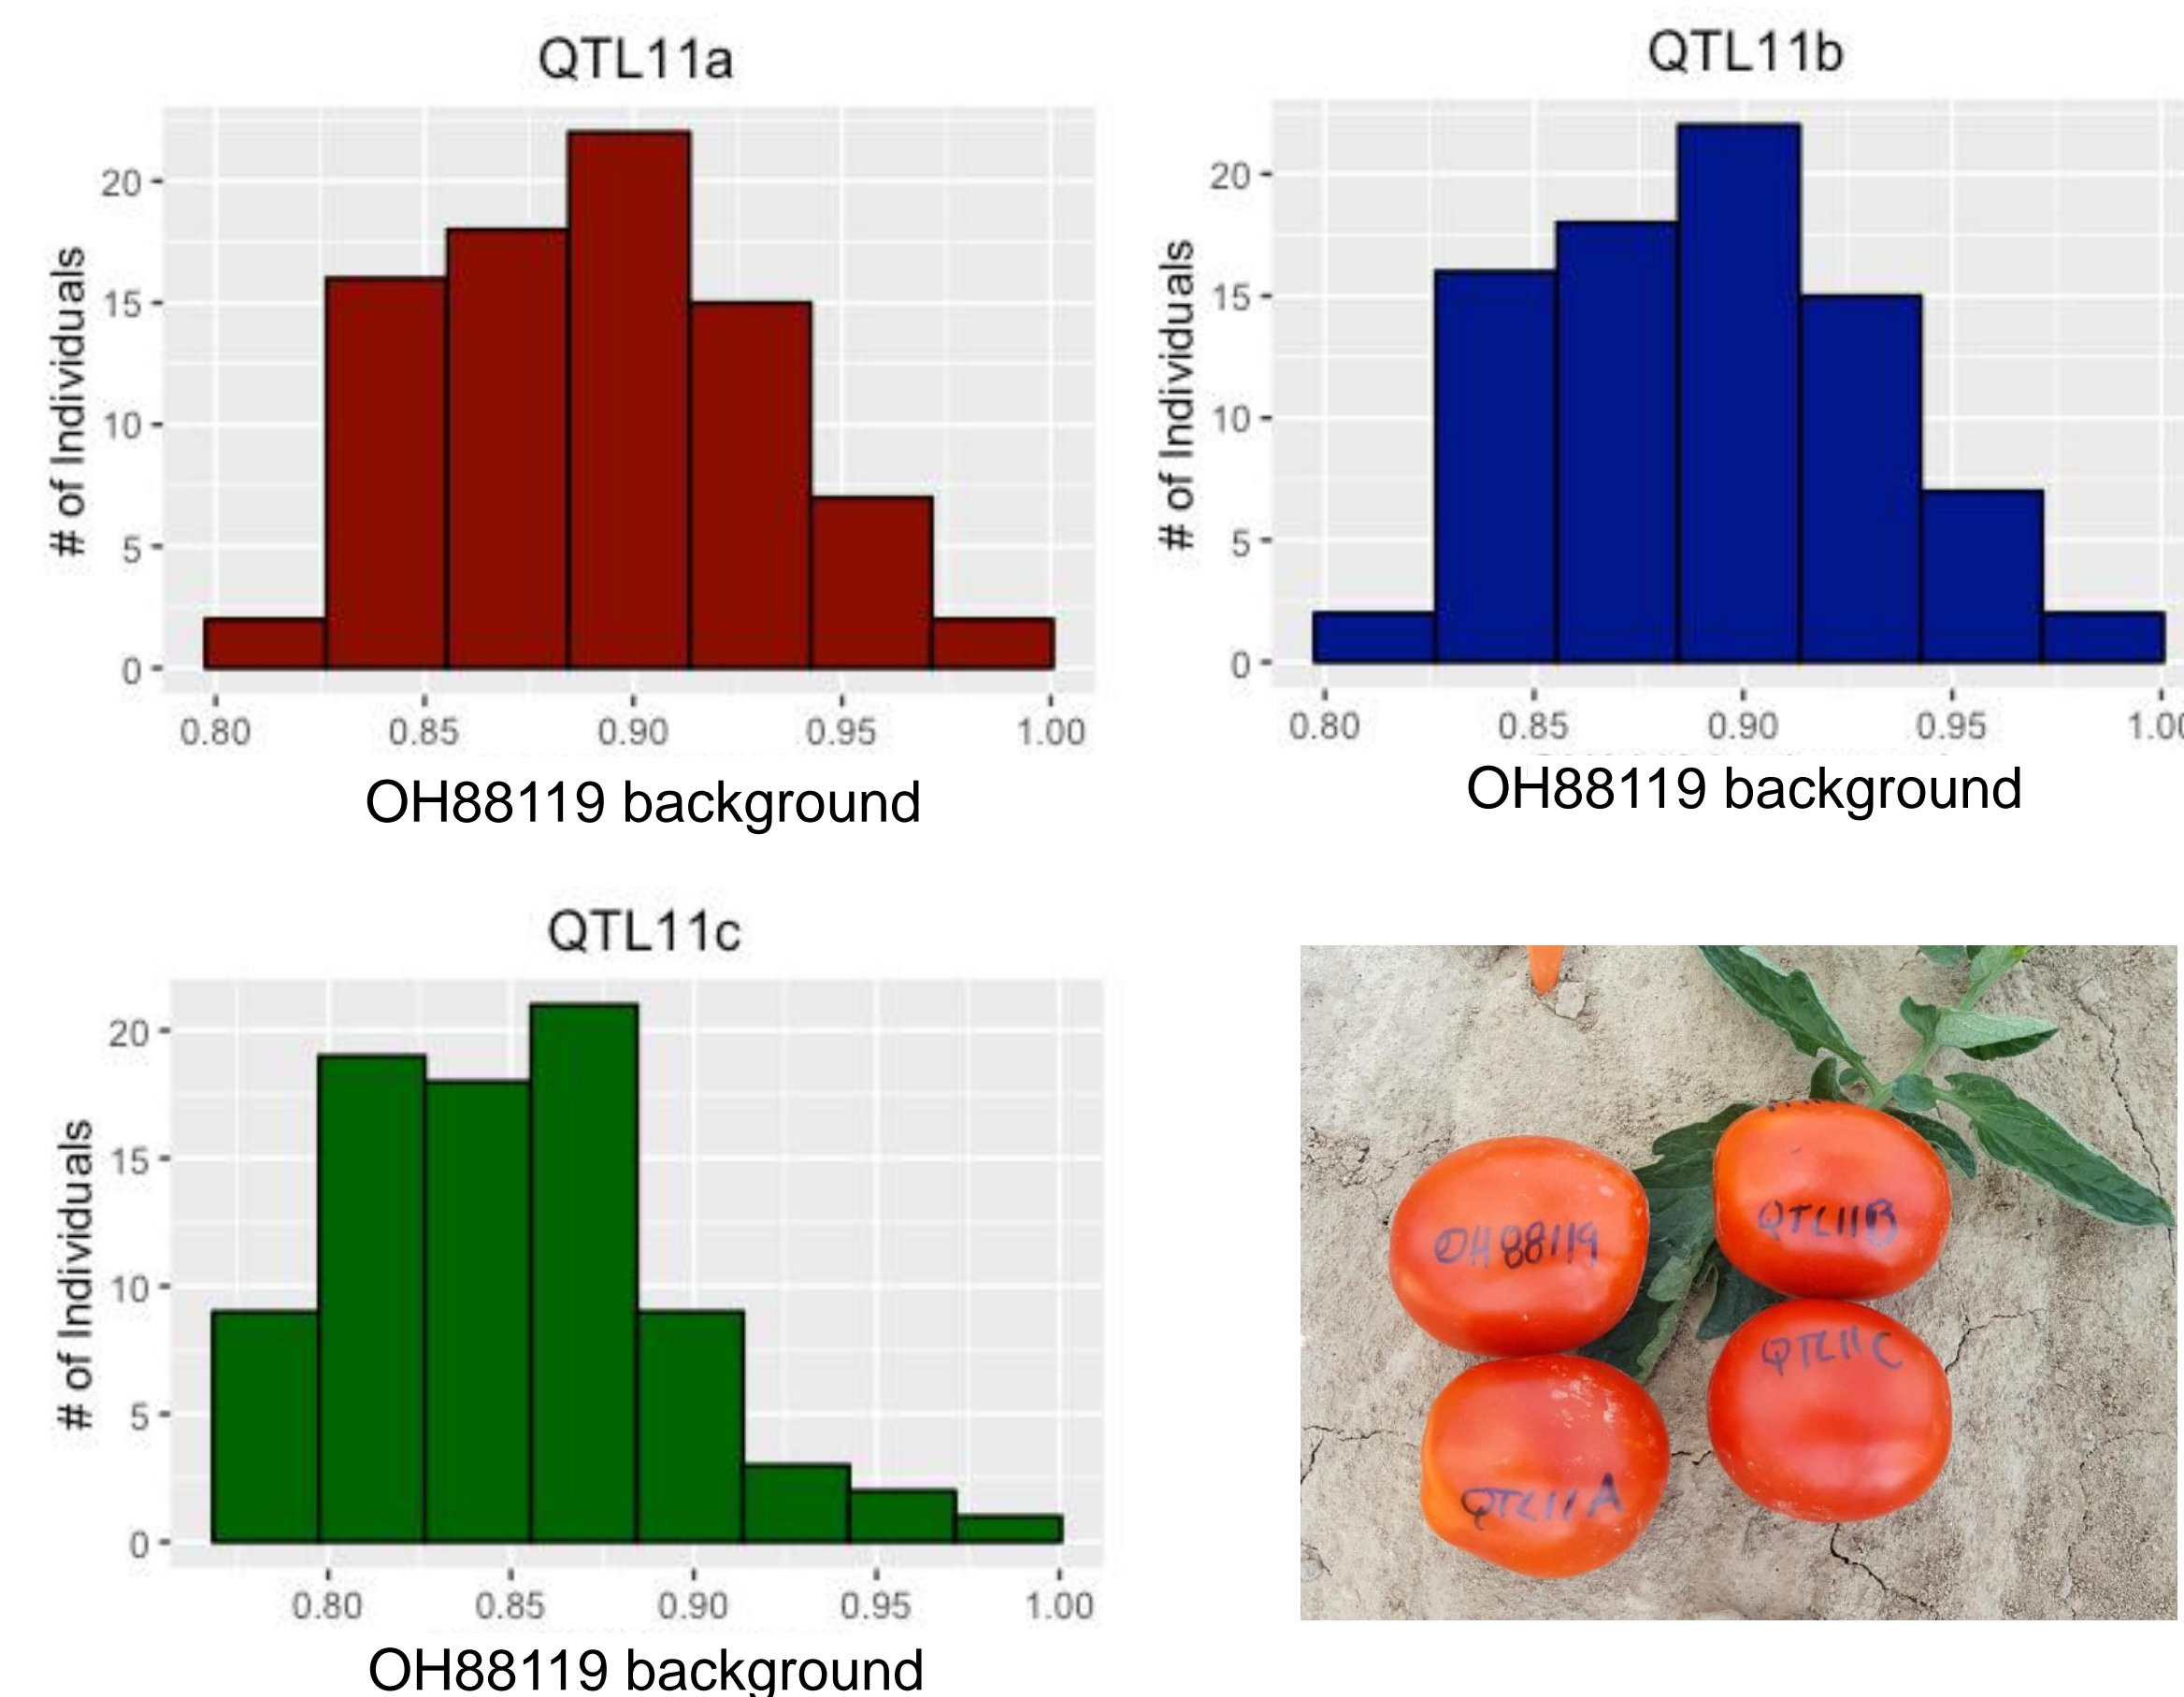 QTL11a
# of Individuals
20
15
10
5
0
0.80 0.85 0.90 0.95 1.00
OH88119 background
QTL11b
# of Individuals
20
15
10
5
0
0.80 0.85 0.90 0.95 1.00
OH88119 background
QTL11c
# of Individuals
20
15
10
5
0
0.80 0.85 0.90 0.95 1.00
OH88119 background
OH88119
QTL11B
QTL11A
QTL11C